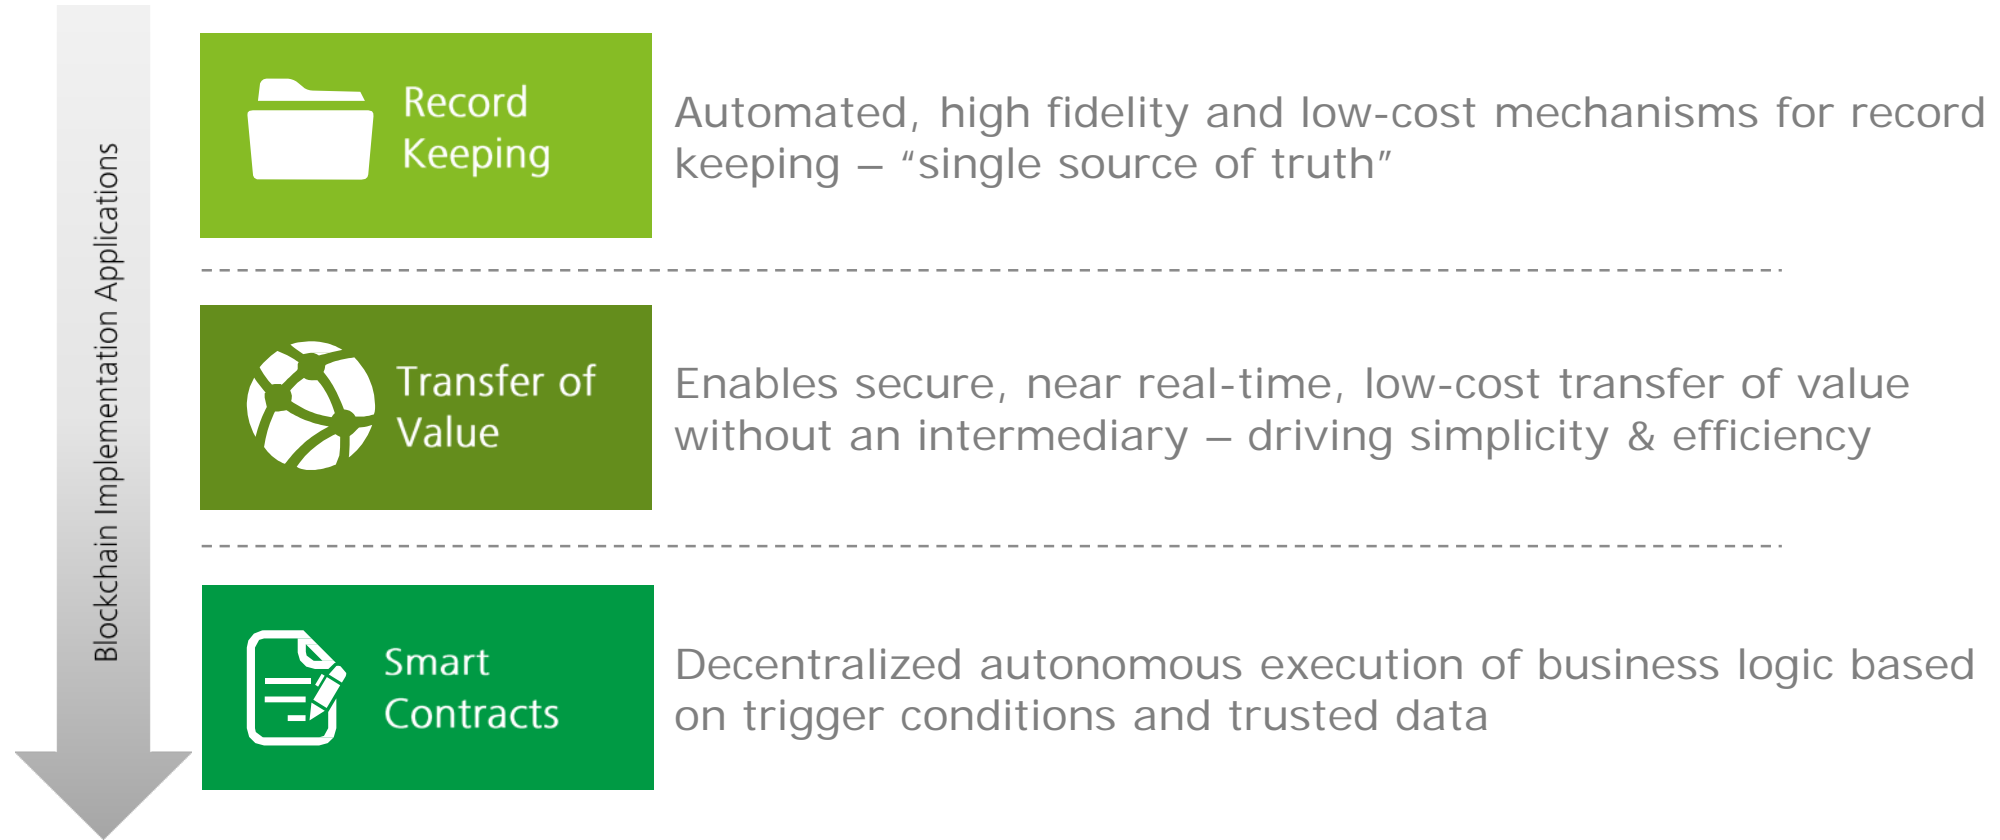 Blockchain Implementation Applications
Record
Keeping
Automated, high fidelity and low-cost mechanisms for record
keeping – “single source of truth”
Transfer of
Value
Enables secure, near real-time, low-cost transfer of value
without an intermediary – driving simplicity & efficiency
Smart
Contracts
Decentralized autonomous execution of business logic based
on trigger conditions and trusted data